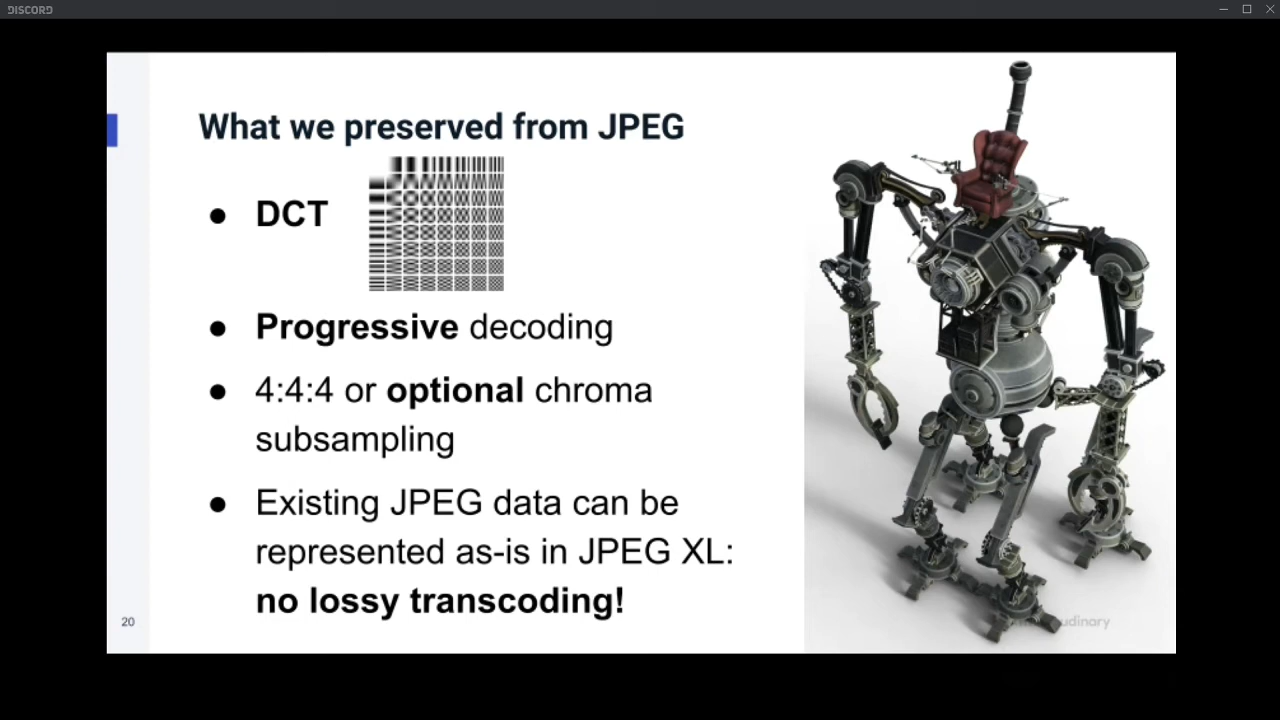 DISCORD
What we preserved from JPEG
● DCT
● Progressive decoding
● 4:4:4 or optional chroma
subsampling
● Existing JPEG data can be
represented as-is in JPEG XL:
no lossy transcoding!
20